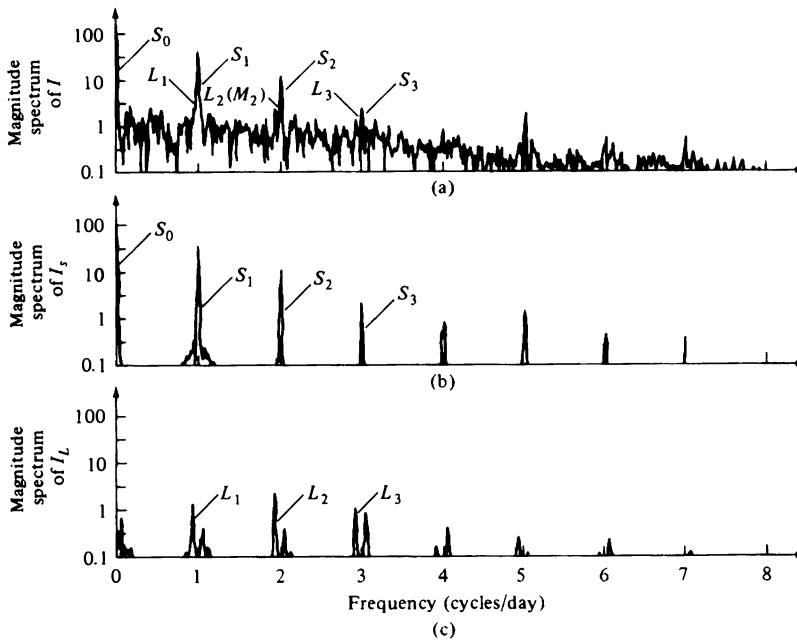 Magnitude
spectrum
of I
100
10
1
0.1
S₀
L₁
S₁
L₂(M₂)
S₂
L₃
S₃
(a)
Magnitude
spectrum
of Iₛ
100
10
1
0.1
S₀
S₁
S₂
S₃
(b)
Magnitude
spectrum
of I_L
100
10
1
0.1
L₁
L₂
L₃
0 1 2 3 4 5 6 7 8
Frequency (cycles/day)
(c)